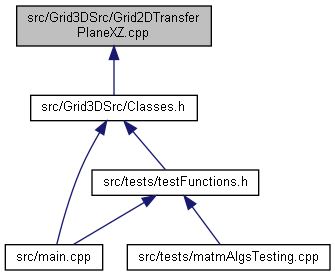 src/Grid3DSrc/Grid2DTransfer
PlaneXZ.cpp
src/Grid3DSrc/Classes.h
src/tests/testFunctions.h
src/main.cpp
src/tests/matmAlgsTesting.cpp